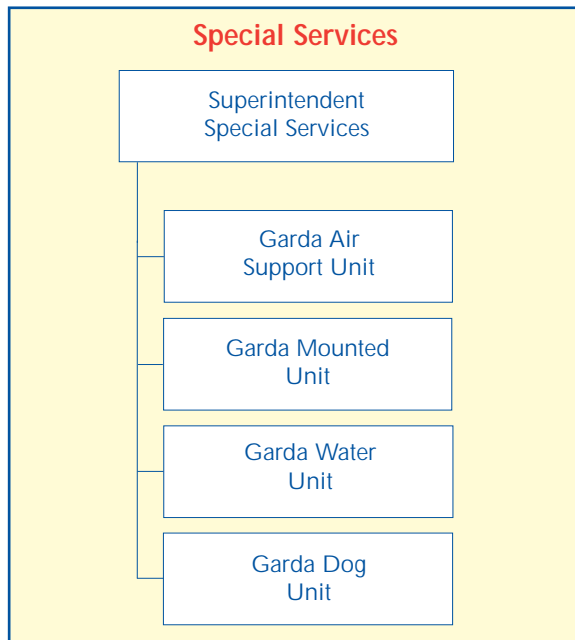 Special Services
Superintendent
Special Services
Garda Air
Support Unit
Garda Mounted
Unit
Garda Water
Unit
Garda Dog
Unit